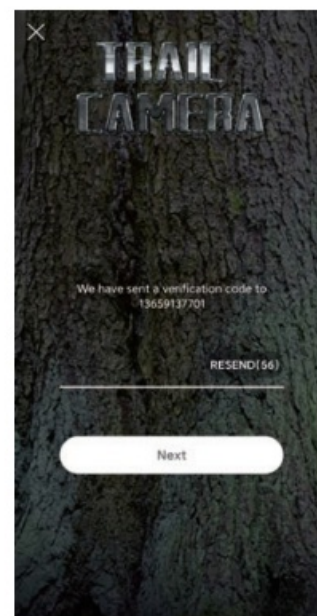 TRAIL
CAMERA
We have sent a verification code to
13659137701
RESEND(56)
Next